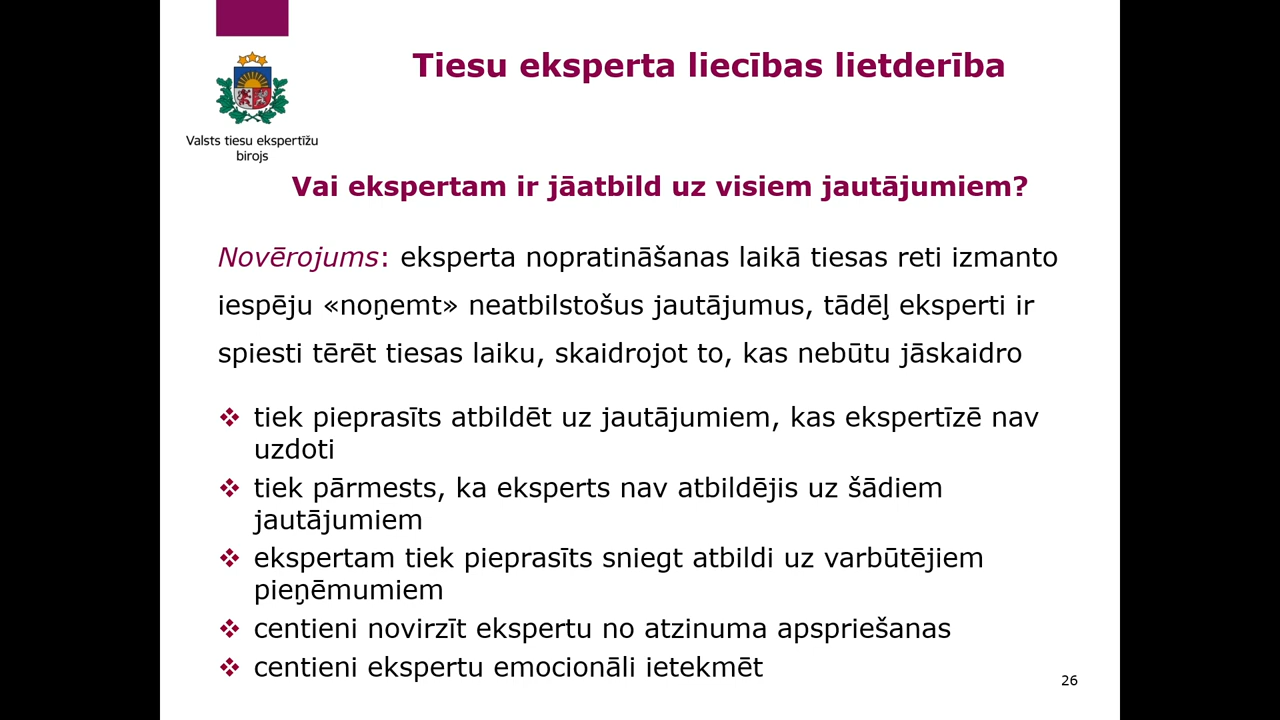 Tiesu eksperta liecības lietderība
Valsts tiesu ekspertīžu
birojs
Vai ekspertam ir jāatbild uz visiem jautājumiem?
Novērojums: eksperta nopratināšanas laikā tiesas reti izmanto
iespēju «noņemt» neatbilstošus jautājumus, tādēļ eksperti ir
spiesti tērēt tiesas laiku, skaidrojot to, kas nebūtu jāskaidro
❖ tiek pieprasīts atbildēt uz jautājumiem, kas ekspertīzē nav
uzdoti
❖ tiek pārmests, ka eksperts nav atbildējis uz šādiem
jautājumiem
❖ ekspertam tiek pieprasīts sniegt atbildi uz varbūtējiem
pieņēmumiem
❖ centieni novirzīt ekspertu no atzinuma apspriešanas
❖ centieni ekspertu emocionāli ietekmēt
26